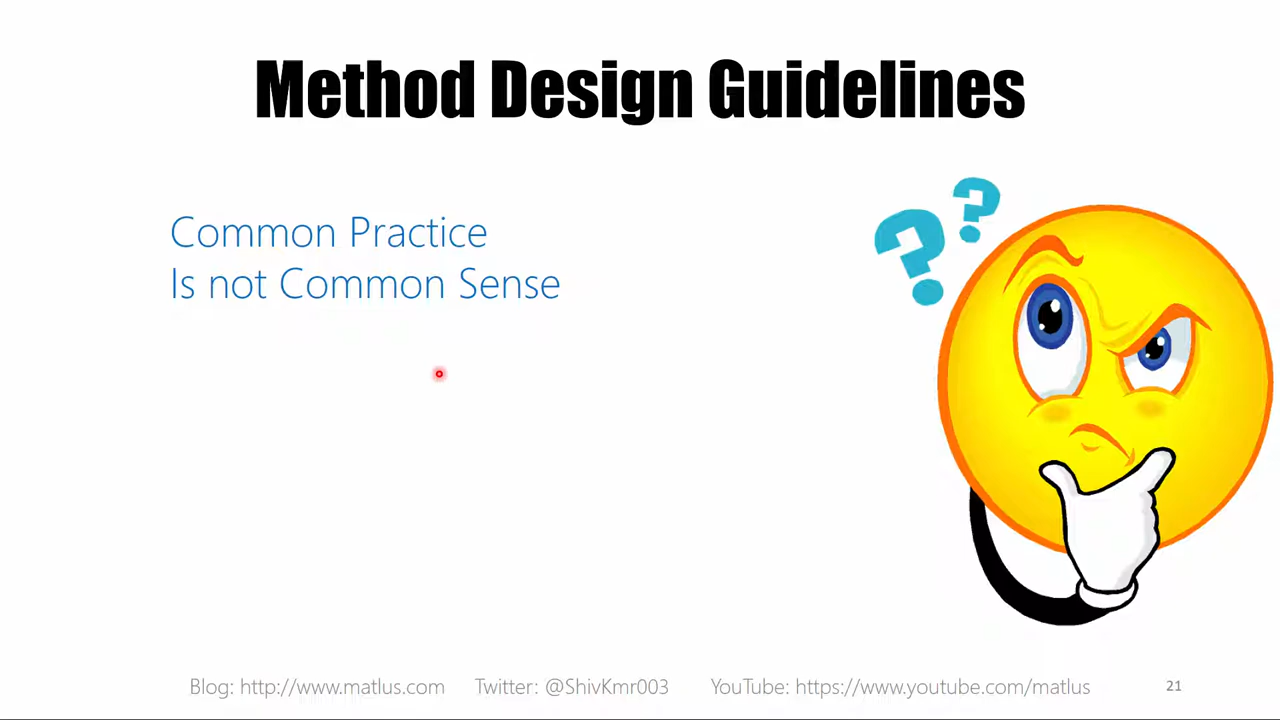 Method Design Guidelines
Common Practice
Is not Common Sense
? ?
Blog: http://www.matlus.com Twitter: @ShivKmr003 YouTube: https://www.youtube.com/matlus 21